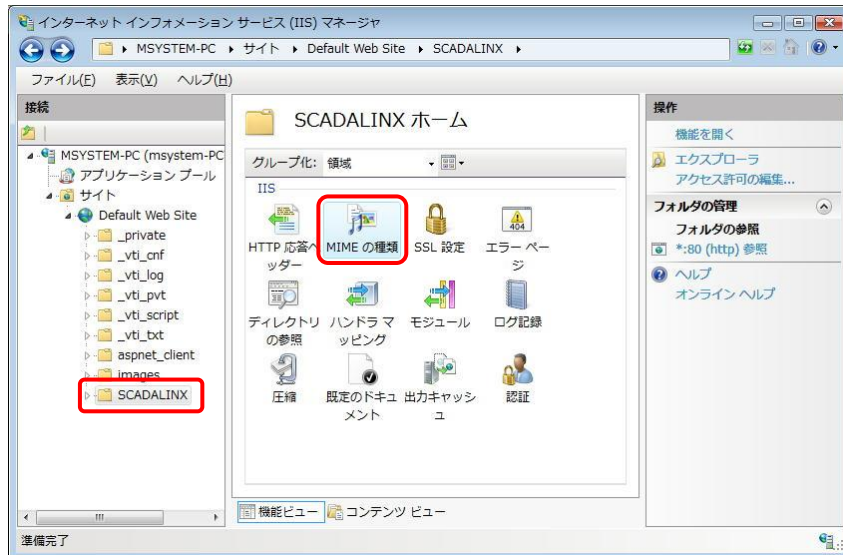 インターネット インフォメーション サービス (IIS) マネージャ
MSYSTEM-PC ▸ サイト ▸ Default Web Site ▸ SCADALINX ▸
ファイル(F) 表示(V) ヘルプ(H)
接続
MSYSTEM-PC (msystem-PC
アプリケーション プール
サイト
Default Web Site
_private
_vti_cnf
_vti_log
_vti_pvt
_vti_script
_vti_txt
aspnet_client
images
SCADALINX
SCADALINX ホーム
グループ化: 領域
IIS
HTTP 応答ヘ
ッダー
MIME の種類
SSL 設定
エラー ペー
ジ
404
ディレクトリ
の参照
ハンドラ マ
ッピング
モジュール
ログ記録
圧縮
既定のドキュ
メント
出力キャッシ
ュ
認証
機能ビュー
コンテンツ ビュー
操作
機能を開く
エクスプローラ
アクセス許可の編集...
フォルダの管理
フォルダの参照
*:80 (http) 参照
ヘルプ
オンライン ヘルプ
準備完了